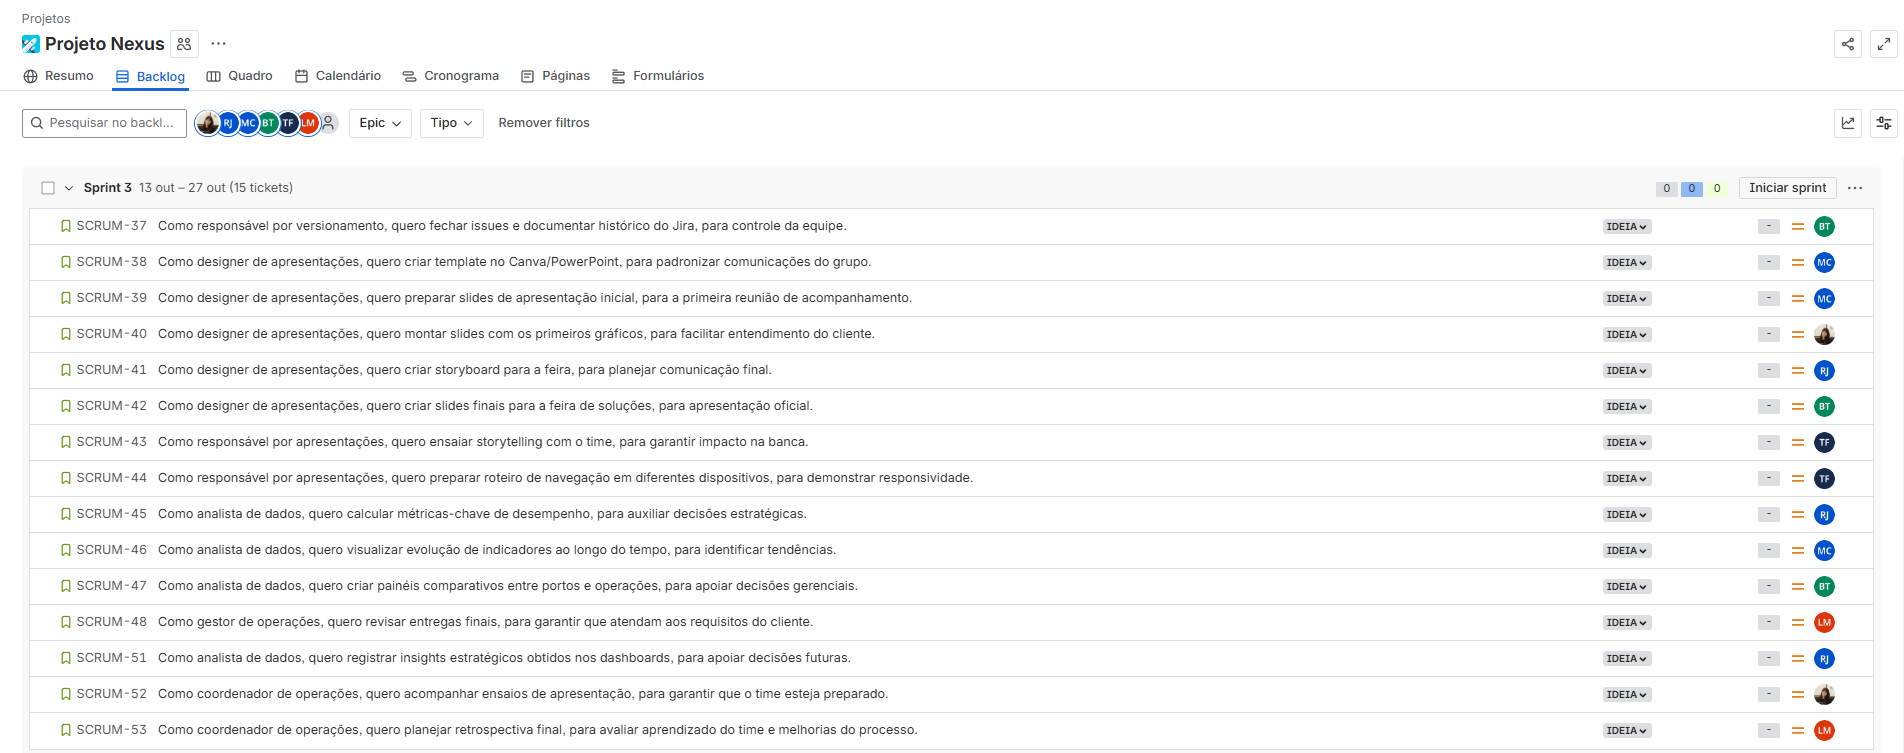 Projetos
Projeto Nexus
Resumo Backlog Quadro Calendário Cronograma Páginas Formulários
Pesquisar no backl... RJ MC BT TF LM Epic Tipo Remover filtros
Sprint 3 13 out – 27 out (15 tickets) 0 0 0 Iniciar sprint
SCRUM-37 Como responsável por versionamento, quero fechar issues e documentar histórico do Jira, para controle da equipe. IDEIA - BT
SCRUM-38 Como designer de apresentações, quero criar template no Canva/PowerPoint, para padronizar comunicações do grupo. IDEIA - MC
SCRUM-39 Como designer de apresentações, quero preparar slides de apresentação inicial, para a primeira reunião de acompanhamento. IDEIA - MC
SCRUM-40 Como designer de apresentações, quero montar slides com os primeiros gráficos, para facilitar entendimento do cliente. IDEIA -
SCRUM-41 Como designer de apresentações, quero criar storyboard para a feira, para planejar comunicação final. IDEIA - RJ
SCRUM-42 Como designer de apresentações, quero criar slides finais para a feira de soluções, para apresentação oficial. IDEIA - BT
SCRUM-43 Como responsável por apresentações, quero ensaiar storytelling com o time, para garantir impacto na banca. IDEIA - TF
SCRUM-44 Como responsável por apresentações, quero preparar roteiro de navegação em diferentes dispositivos, para demonstrar responsividade. IDEIA - TF
SCRUM-45 Como analista de dados, quero calcular métricas-chave de desempenho, para auxiliar decisões estratégicas. IDEIA - RJ
SCRUM-46 Como analista de dados, quero visualizar evolução de indicadores ao longo do tempo, para identificar tendências. IDEIA - MC
SCRUM-47 Como analista de dados, quero criar painéis comparativos entre portos e operações, para apoiar decisões gerenciais. IDEIA - BT
SCRUM-48 Como gestor de operações, quero revisar entregas finais, para garantir que atendam aos requisitos do cliente. IDEIA - LM
SCRUM-51 Como analista de dados, quero registrar insights estratégicos obtidos nos dashboards, para apoiar decisões futuras. IDEIA - RJ
SCRUM-52 Como coordenador de operações, quero acompanhar ensaios de apresentação, para garantir que o time esteja preparado. IDEIA -
SCRUM-53 Como coordenador de operações, quero planejar retrospectiva final, para avaliar aprendizado do time e melhorias do processo. IDEIA - LM